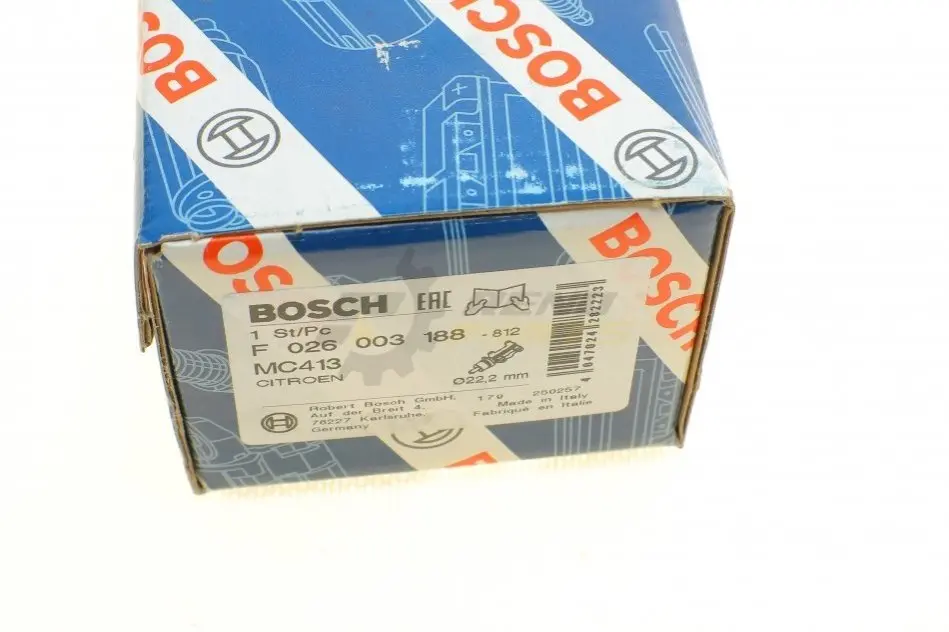 BOSCH
BOSCH
BOSCH
BOSCH EAC
1 St/Pc
F 026 003 188 -812
MC413
CITROEN
Ø22,2 mm
4 047024 282223
Robert Bosch GmbH. 179 250257
Auf der Breit 4, Made in Italy
76227 Karlsruhe. Fabriqué en Italie
Germany